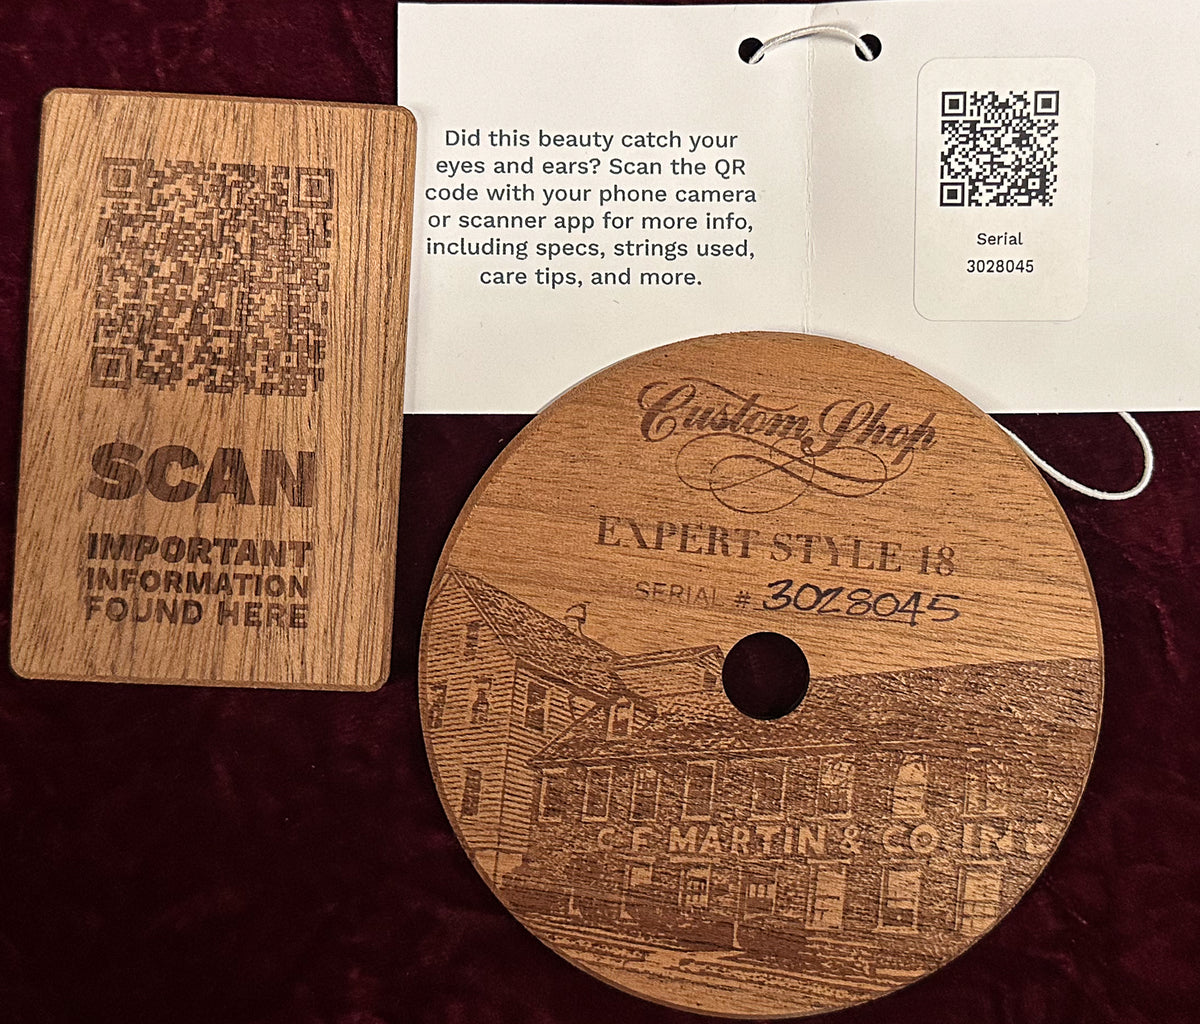 Did this beauty catch your
eyes and ears? Scan the QR
code with your phone camera
or scanner app for more info,
including specs, strings used,
care tips, and more.
Serial
3028045
SCAN
IMPORTANT
INFORMATION
FOUND HERE
Custom Shop
EXPERT STYLE 18
SERIAL # 3028045
C F MARTIN & CO INC